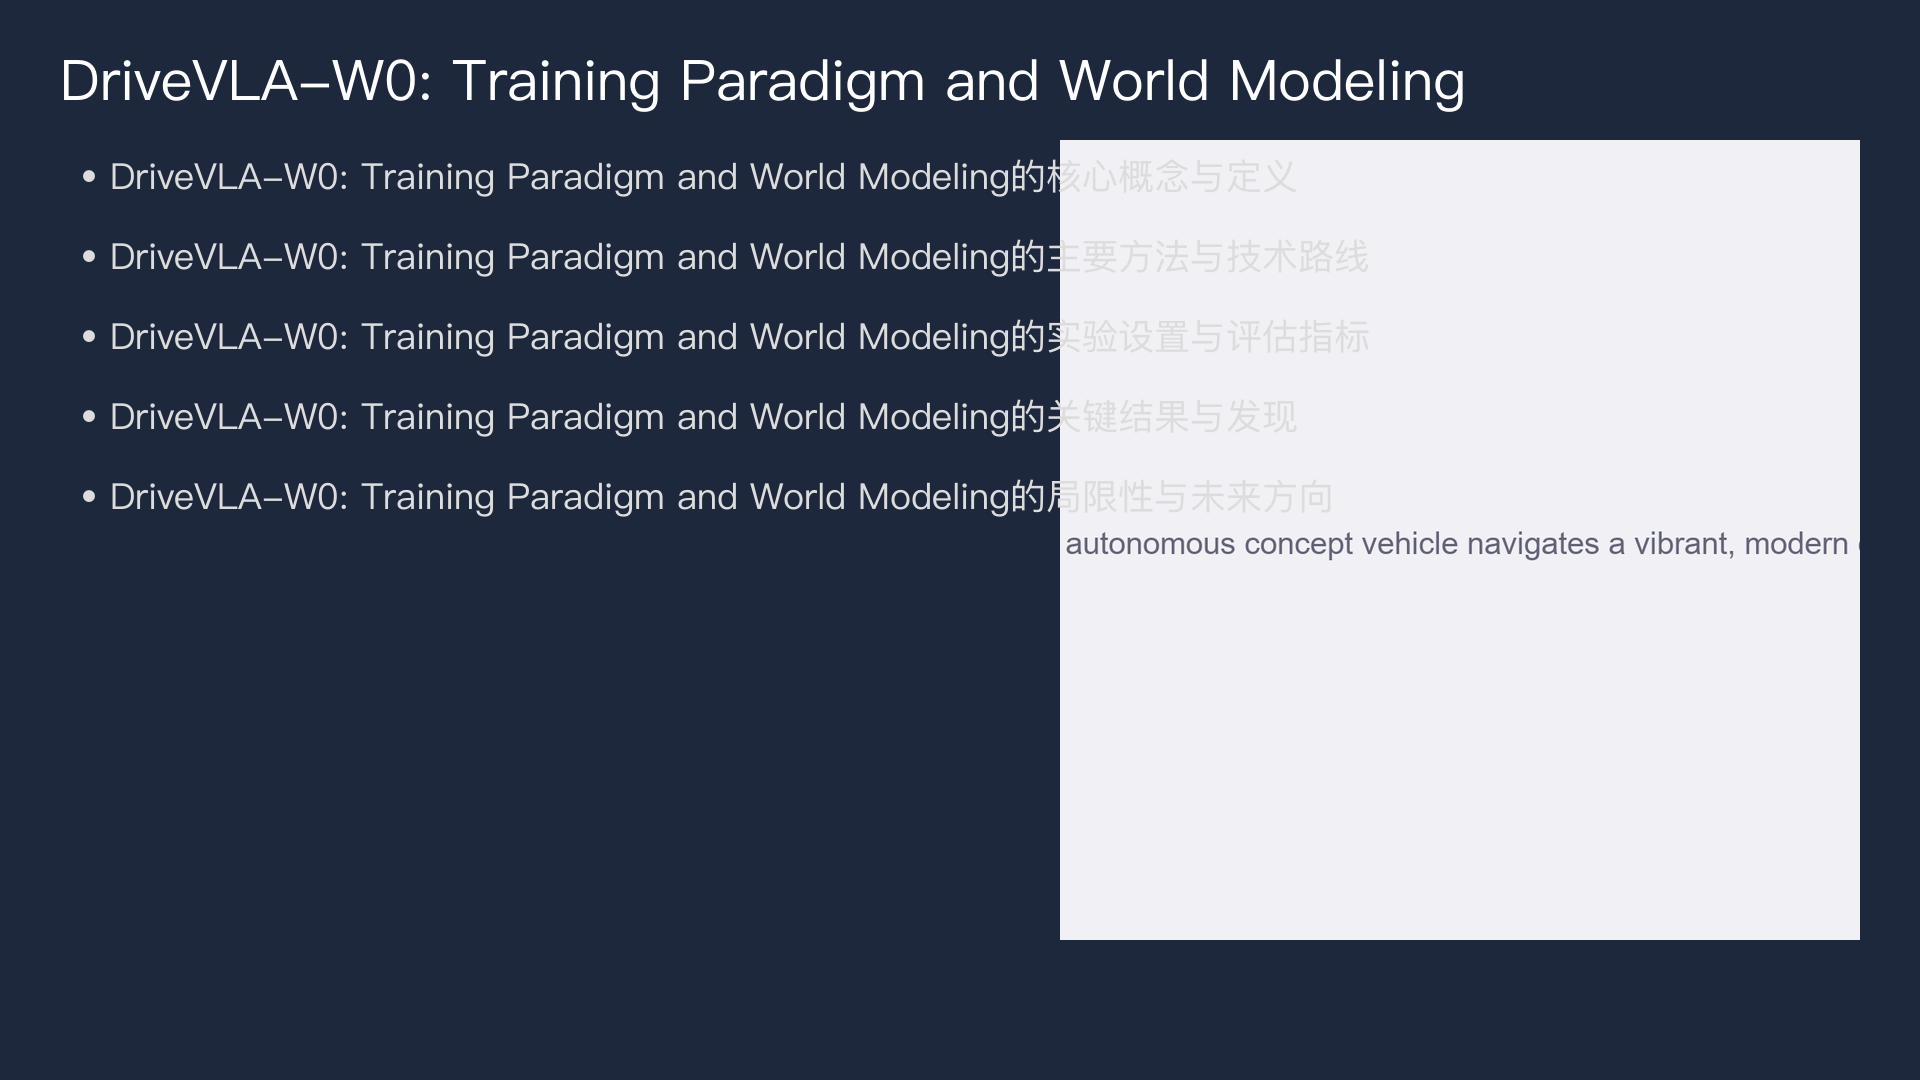 DriveVLA–W0: Training Paradigm and World Modeling
• DriveVLA–W0: Training Paradigm and World Modeling的核心概念与定义
• DriveVLA–W0: Training Paradigm and World Modeling的主要方法与技术路线
• DriveVLA–W0: Training Paradigm and World Modeling的实验设置与评估指标
• DriveVLA–W0: Training Paradigm and World Modeling的关键结果与发现
• DriveVLA–W0: Training Paradigm and World Modeling的局限性与未来方向
autonomous concept vehicle navigates a vibrant, modern